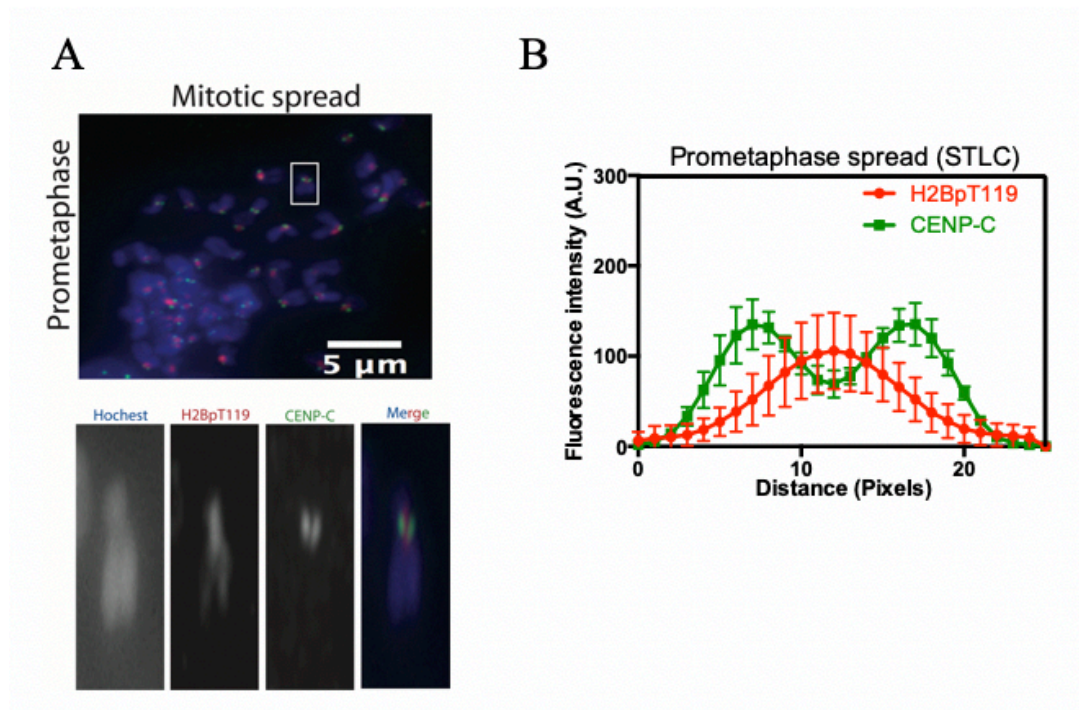 A
Mitotic spread
Prometaphase
5 µm
Hochest
H2BpT119
CENP-C
Merge
B
Prometaphase spread (STLC)
Fluorescence intensity (A.U.)
300
200
100
0
H2BpT119
CENP-C
0
10
20
Distance (Pixels)